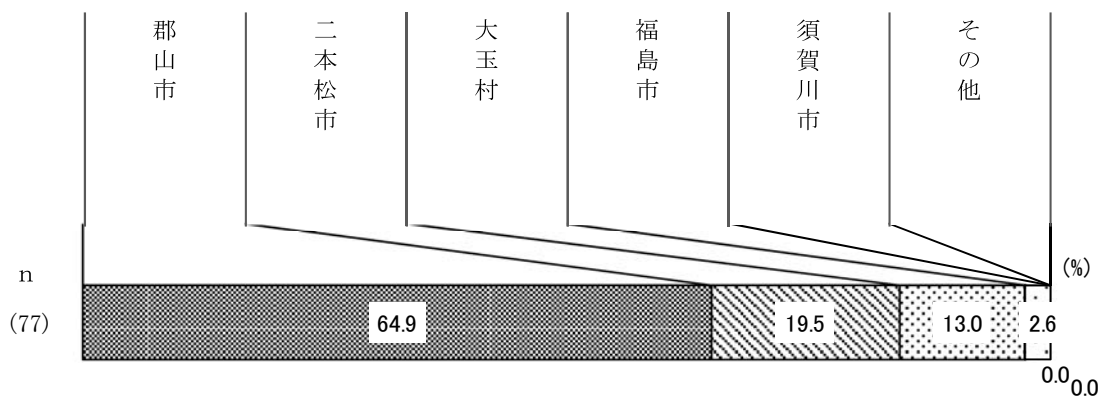 郡山市
二本松市
大玉村
福島市
須賀川市
その他
(%)
n
(77)
64.9
19.5
13.0
2.6
0.0
0.0